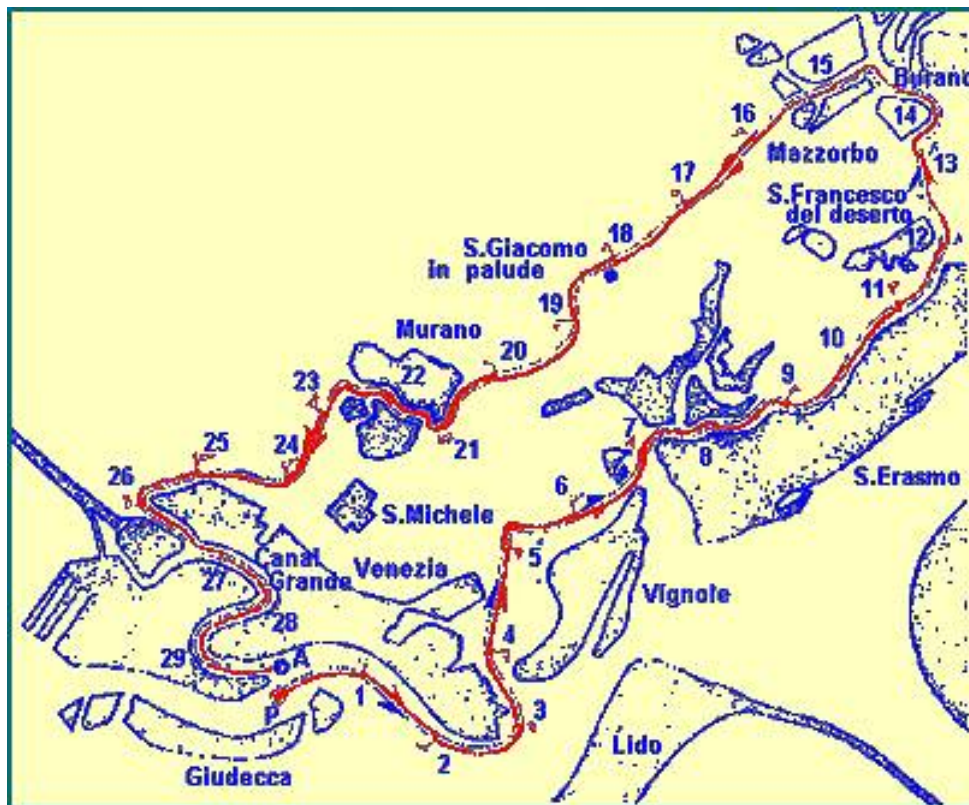 15
Burano
14
16
Mazzorbo
13
17
S.Francesco
del deserto
18
12
S.Giacomo
in palude
11
19
Murano
10
20
22
9
23
21
7
8
25
24
6
S.Erasmo
26
S.Michele
5
Canal
Grande
Venezia
27
Vignole
28
4
29
A
P
1
3
2
Lido
Giudecca